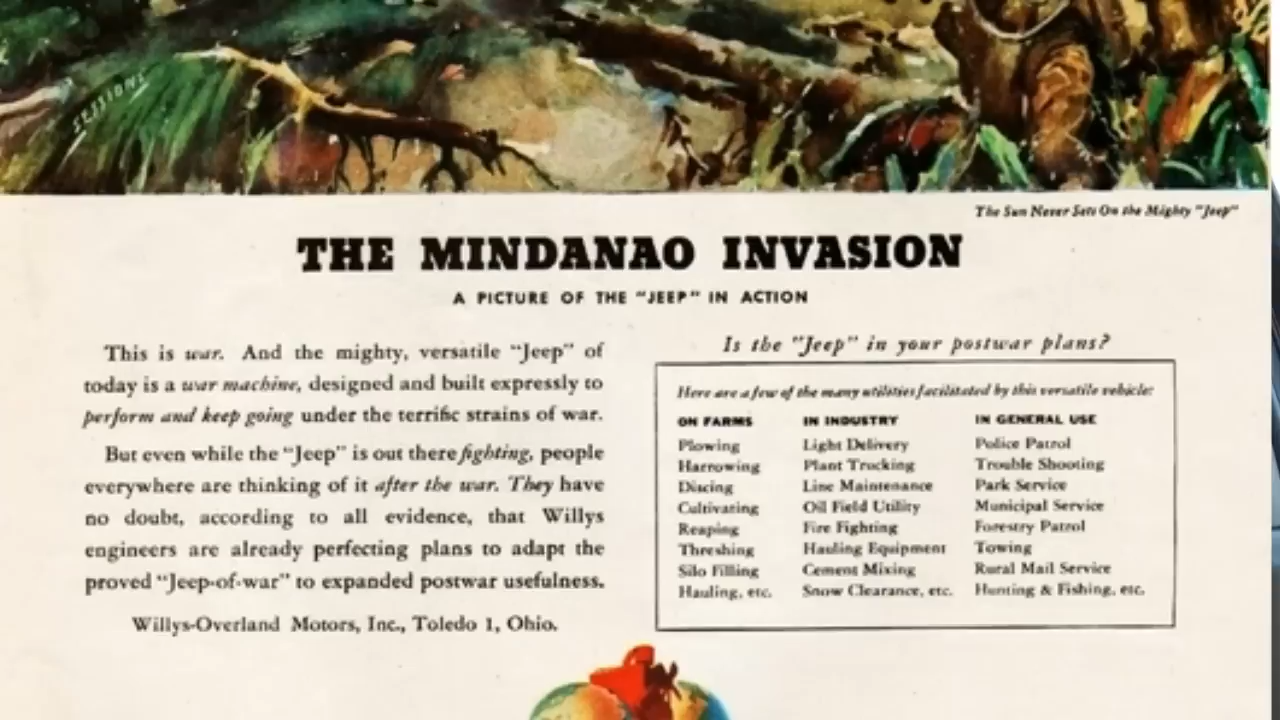 SESSIONS
The Sun Never Sets On the Mighty "Jeep"
THE MINDANAO INVASION
A PICTURE OF THE "JEEP" IN ACTION
This is war. And the mighty, versatile "Jeep" of
today is a war machine, designed and built expressly to
perform and keep going under the terrific strains of war.
But even while the "Jeep" is out there fighting, people
everywhere are thinking of it after the war. They have
no doubt, according to all evidence, that Willys
engineers are already perfecting plans to adapt the
proved "Jeep-of-war" to expanded postwar usefulness.
Willys-Overland Motors, Inc., Toledo 1, Ohio.
Is the "Jeep" in your postwar plans?
Here are a few of the many utilities facilitated by this versatile vehicle:
ON FARMS
Plowing
Harrowing
Discing
Cultivating
Reaping
Threshing
Silo Filling
Hauling, etc.
IN INDUSTRY
Light Delivery
Plant Trucking
Line Maintenance
Oil Field Utility
Fire Fighting
Hauling Equipment
Cement Mixing
Snow Clearance, etc.
IN GENERAL USE
Police Patrol
Trouble Shooting
Park Service
Municipal Service
Forestry Patrol
Towing
Rural Mail Service
Hunting & Fishing, etc.